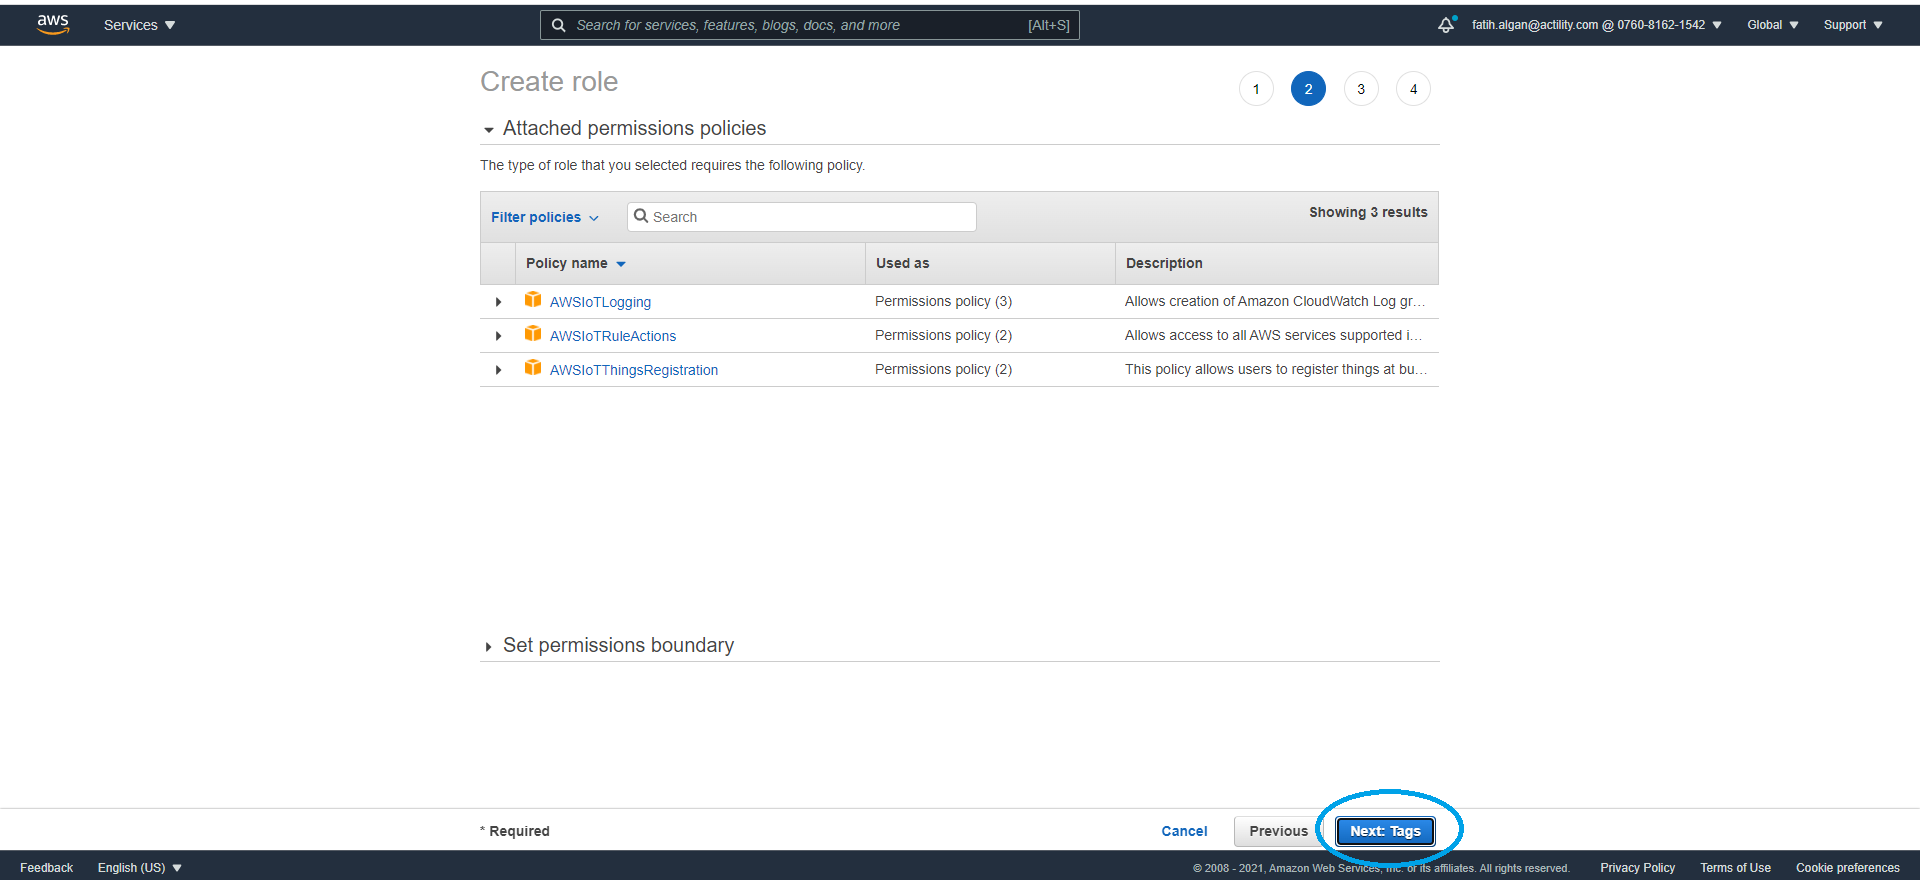 aws Services Search for services, features, blogs, docs, and more [Alt+S] fatih.algan@actility.com @ 0760-8162-1542 Global Support
Create role 1 2 3 4
Attached permissions policies
The type of role that you selected requires the following policy.
Filter policies Search Showing 3 results
Policy name Used as Description
AWSIoTLogging Permissions policy (3) Allows creation of Amazon CloudWatch Log gr…
AWSIoTRuleActions Permissions policy (2) Allows access to all AWS services supported i…
AWSIoTThingsRegistration Permissions policy (2) This policy allows users to register things at bu…
Set permissions boundary
* Required Cancel Previous Next: Tags
Feedback English (US) © 2008 - 2021, Amazon Web Services, Inc. or its affiliates. All rights reserved. Privacy Policy Terms of Use Cookie preferences